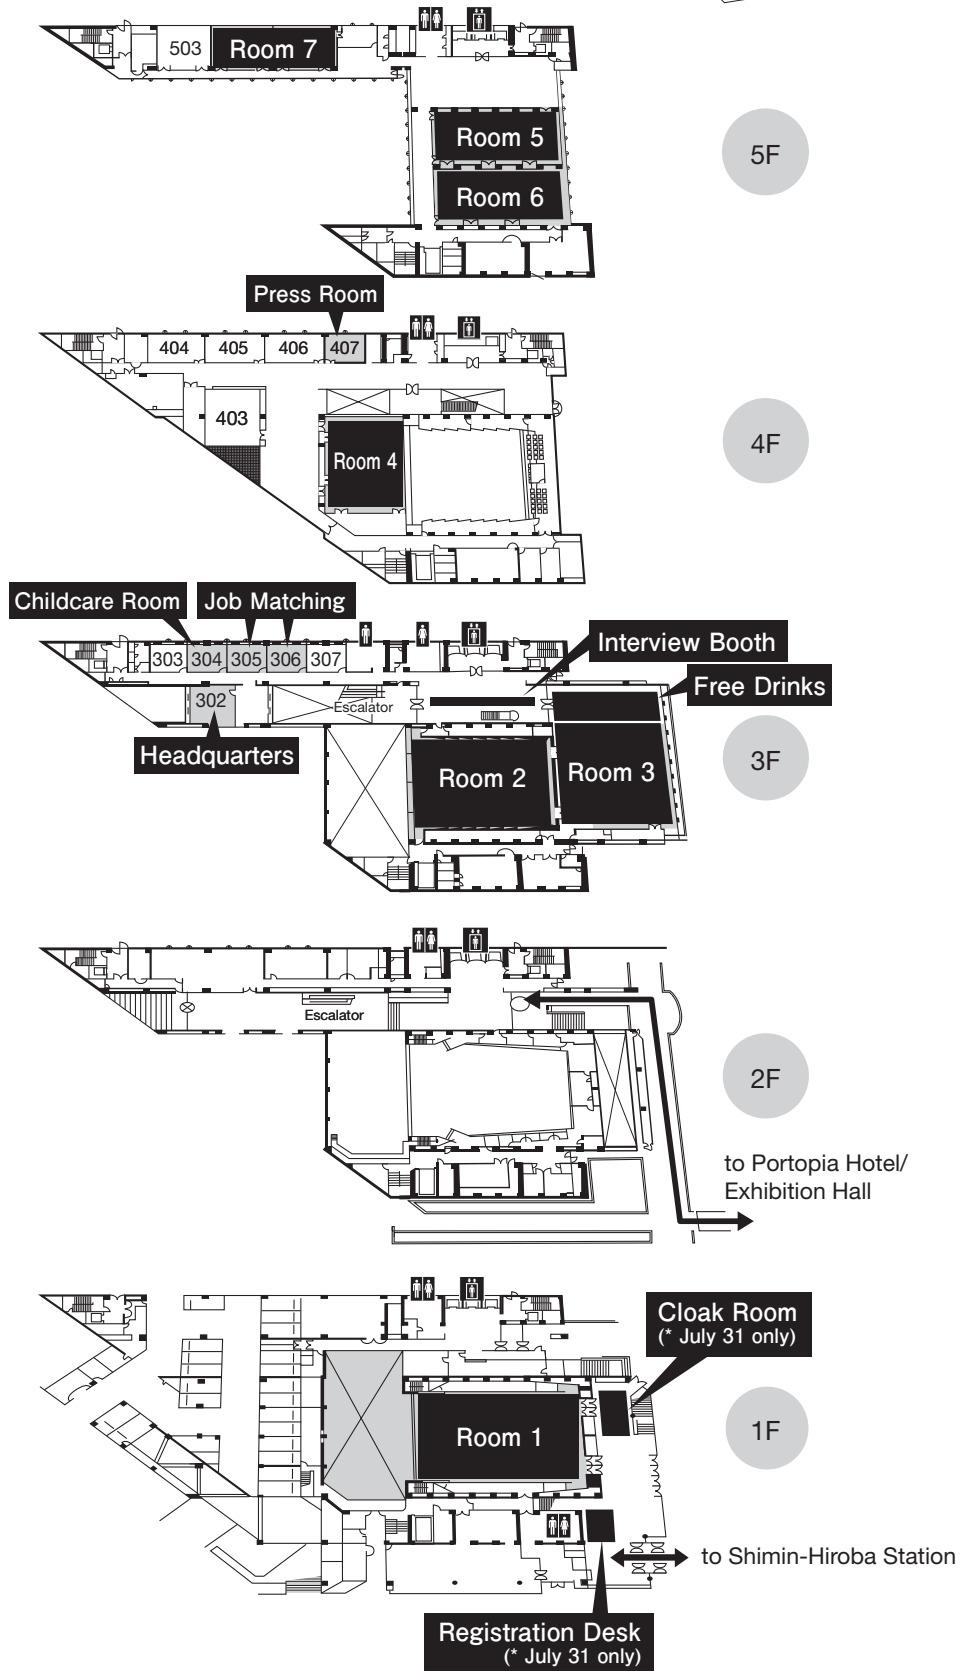 503
Room 7
Room 5
5F
Room 6
Press Room
404
405
406
407
403
4F
Room 4
Childcare Room
Job Matching
Interview Booth
303
304
305
306
307
Free Drinks
302
Escalator
Headquarters
3F
Room 2
Room 3
Escalator
2F
to Portopia Hotel/
Exhibition Hall
Cloak Room
(* July 31 only)
1F
Room 1
to Shimin-Hiroba Station
Registration Desk
(* July 31 only)